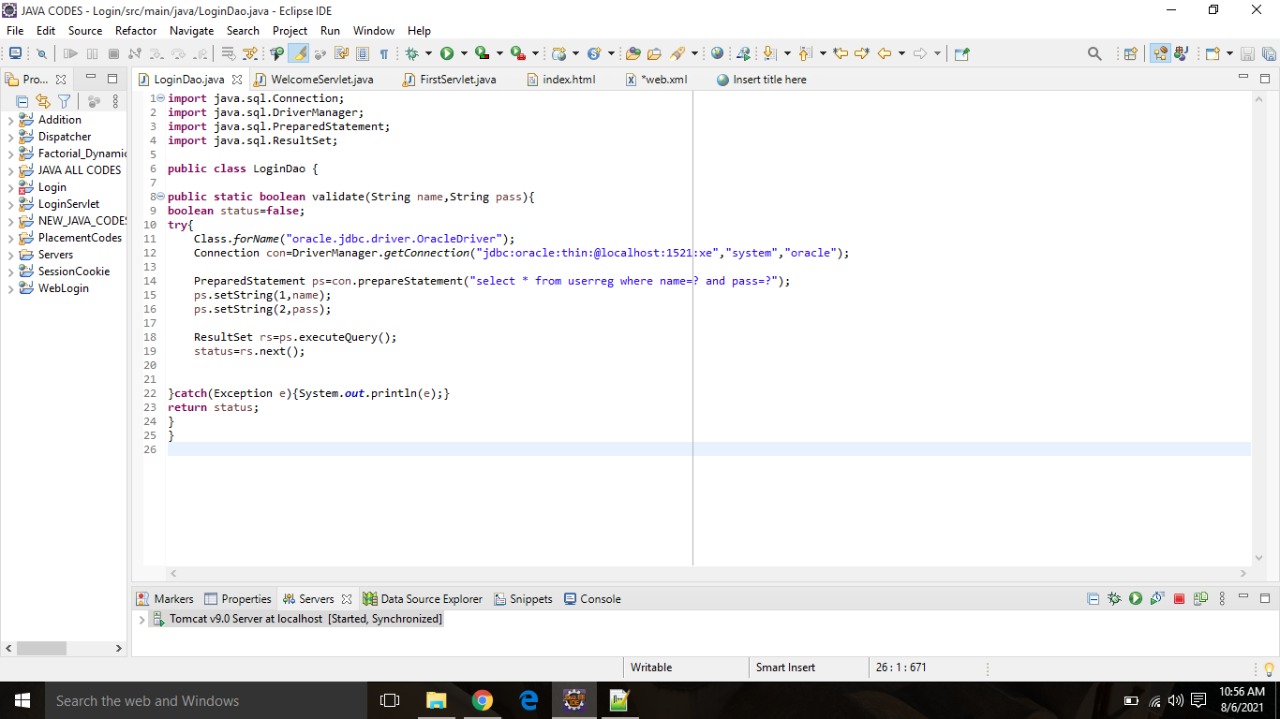 JAVA CODES - Login/src/main/java/LoginDao.java - Eclipse IDE
File Edit Source Refactor Navigate Search Project Run Window Help
Pro... LoginDao.java WelcomeServlet.java FirstServlet.java index.html *web.xml Insert title here
Addition
Dispatcher
Factorial_Dynamic
JAVA ALL CODES
Login
LoginServlet
NEW_JAVA_CODES
PlacementCodes
Servers
SessionCookie
WebLogin
1 import java.sql.Connection;
2 import java.sql.DriverManager;
3 import java.sql.PreparedStatement;
4 import java.sql.ResultSet;
5
6 public class LoginDao {
7
8 public static boolean validate(String name,String pass){
9 boolean status=false;
10 try{
11 Class.forName("oracle.jdbc.driver.OracleDriver");
12 Connection con=DriverManager.getConnection("jdbc:oracle:thin:@localhost:1521:xe","system","oracle");
13
14 PreparedStatement ps=con.prepareStatement("select * from userreg where name=? and pass=?");
15 ps.setString(1,name);
16 ps.setString(2,pass);
17
18 ResultSet rs=ps.executeQuery();
19 status=rs.next();
20
21
22 }catch(Exception e){System.out.println(e);}
23 return status;
24 }
25 }
26
Markers Properties Servers Data Source Explorer Snippets Console
Tomcat v9.0 Server at localhost [Started, Synchronized]
Writable Smart Insert 26 : 1 : 671
Search the web and Windows
10:56 AM
8/6/2021